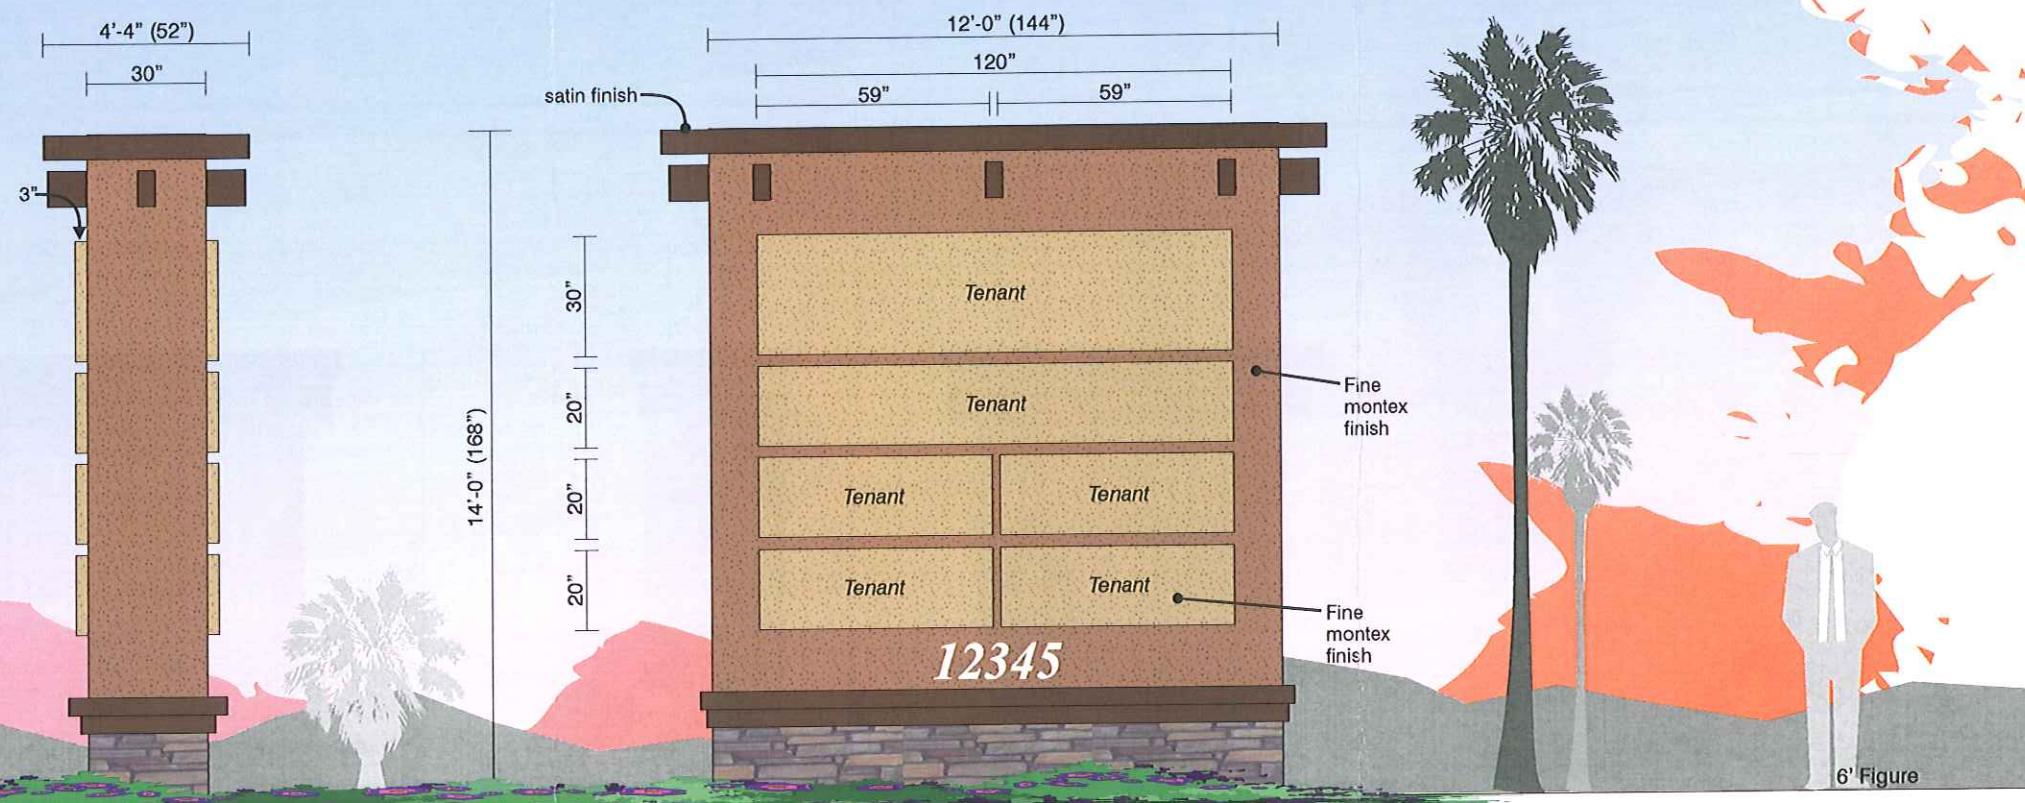 4'-4" (52")
30"
3"
12'-0" (144")
120"
59" 59"
satin finish
14'-0" (168")
30"
20"
20"
20"
Tenant
Tenant
Tenant Tenant
Tenant Tenant
12345
Fine
montex
finish
Fine
montex
finish
6' Figure